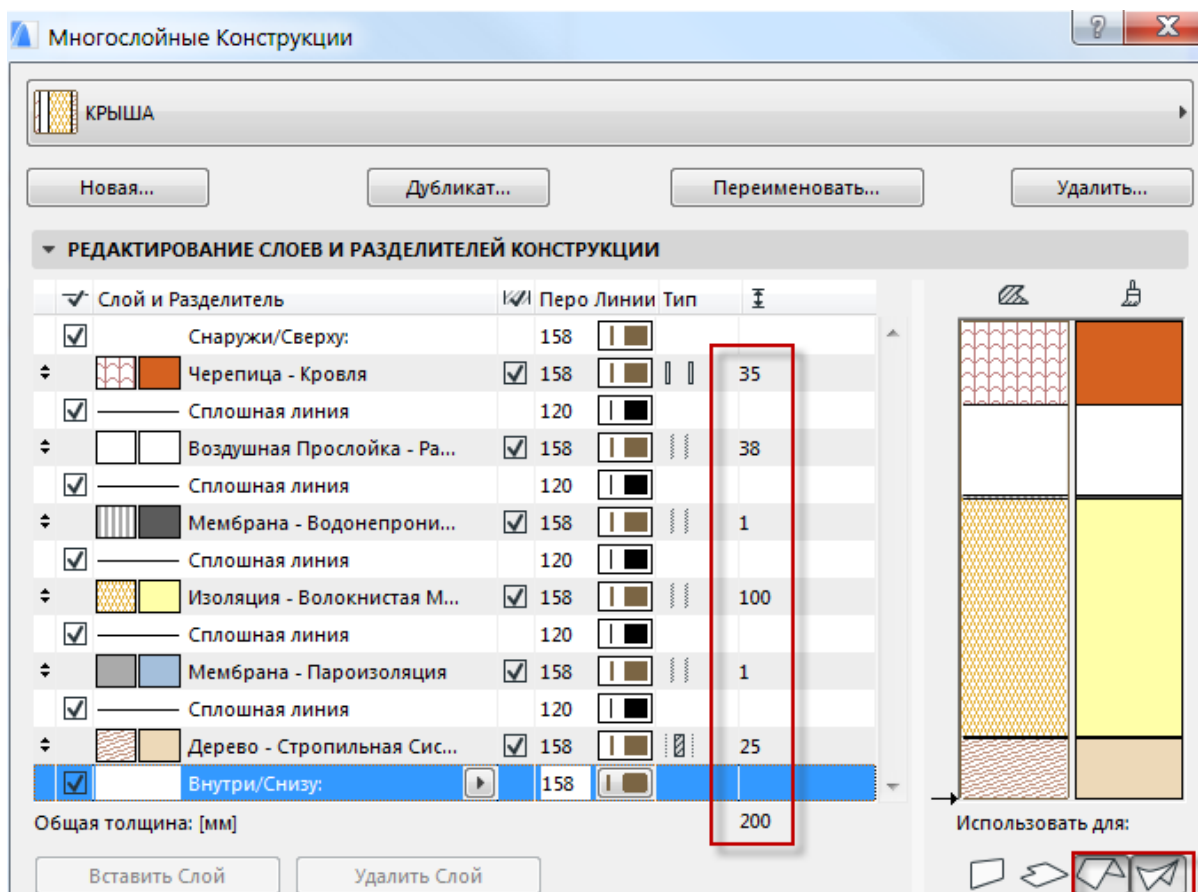 Многослойные Конструкции
КРЫША
Новая... Дубликат... Переименовать... Удалить...
РЕДАКТИРОВАНИЕ СЛОЕВ И РАЗДЕЛИТЕЛЕЙ КОНСТРУКЦИИ
Слой и Разделитель Перо Линии Тип
Снаружи/Сверху: 158
Черепица - Кровля 158 35
Сплошная линия 120
Воздушная Прослойка - Ра... 158 38
Сплошная линия 120
Мембрана - Водонепрони... 158 1
Сплошная линия 120
Изоляция - Волокнистая М... 158 100
Сплошная линия 120
Мембрана - Пароизоляция 158 1
Сплошная линия 120
Дерево - Стропильная Сис... 158 25
Внутри/Снизу: 158
Общая толщина: [мм] 200
Использовать для:
Вставить Слой Удалить Слой